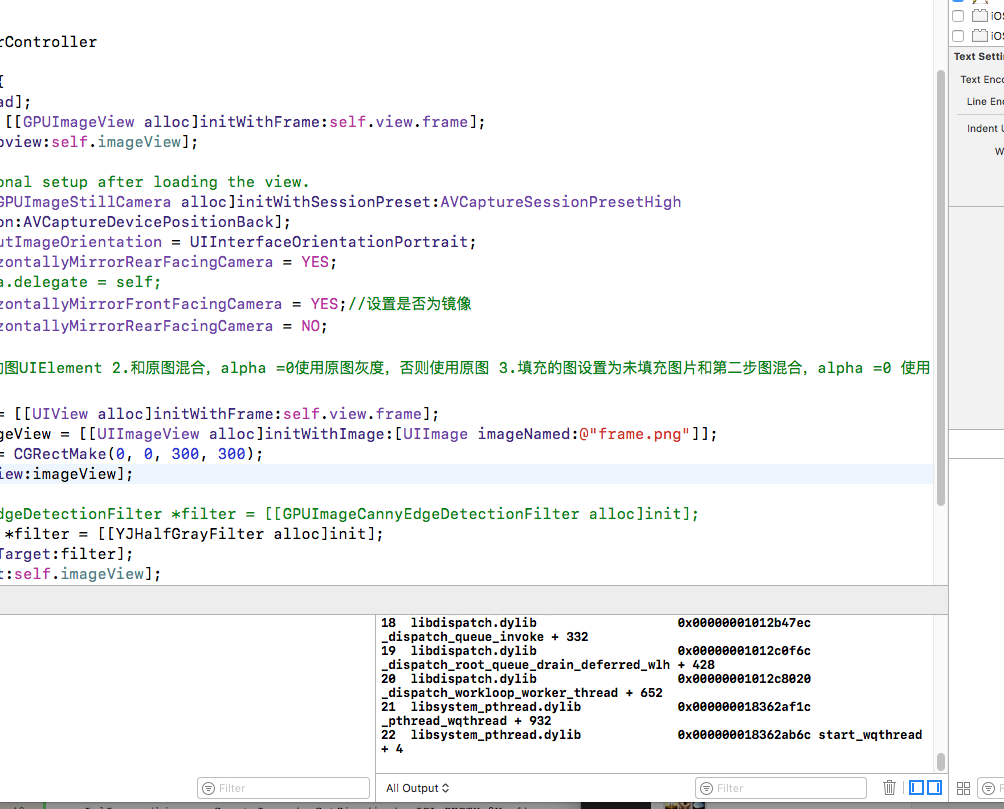 rController
{
ad];
[[GPUImageView alloc]initWithFrame:self.view.frame];
bview:self.imageView];
onal setup after loading the view.
GPUImageStillCamera alloc]initWithSessionPreset:AVCaptureSessionPresetHigh
on:AVCaptureDevicePositionBack];
utImageOrientation = UIInterfaceOrientationPortrait;
zontallyMirrorRearFacingCamera = YES;
a.delegate = self;
zontallyMirrorFrontFacingCamera = YES;//设置是否为镜像
zontallyMirrorRearFacingCamera = NO;
的图UIElement 2.和原图混合，alpha =0使用原图灰度，否则使用原图 3.填充的图设置为未填充图片和第二步图混合，alpha =0 使用
= [[UIView alloc]initWithFrame:self.view.frame];
geView = [[UIImageView alloc]initWithImage:[UIImage imageNamed:@"frame.png"]];
= CGRectMake(0, 0, 300, 300);
iew:imageView];
dgeDetectionFilter *filter = [[GPUImageCannyEdgeDetectionFilter alloc]init];
*filter = [[YJHalfGrayFilter alloc]init];
Target:filter];
t:self.imageView];
18 libdispatch.dylib 0x00000001012b47ec
_dispatch_queue_invoke + 332
19 libdispatch.dylib 0x00000001012c0f6c
_dispatch_root_queue_drain_deferred_wlh + 428
20 libdispatch.dylib 0x00000001012c8020
_dispatch_workloop_worker_thread + 652
21 libsystem_pthread.dylib 0x000000018362af1c
_pthread_wqthread + 932
22 libsystem_pthread.dylib 0x000000018362ab6c start_wqthread
+ 4
Filter
All Output
Filter
iOS
iOS
Text Setti
Text Enco
Line En
Indent U
W